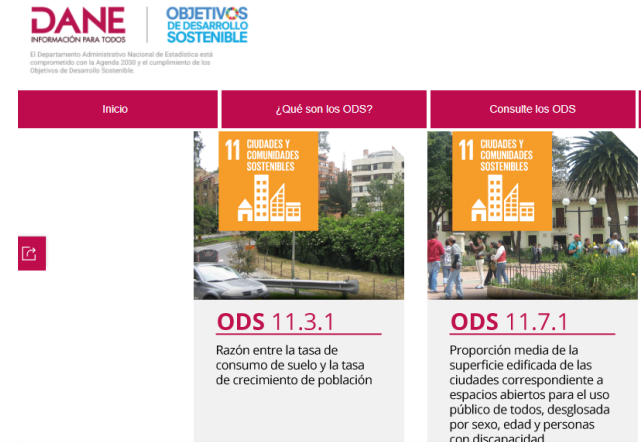 DANE
INFORMACIÓN PARA TODOS
OBJETIVOS
DE DESARROLLO
SOSTENIBLE
El Departamento Administrativo Nacional de Estadística está
comprometido con la Agenda 2030 y el cumplimiento de los
Objetivos de Desarrollo Sostenible.
Inicio
¿Qué son los ODS?
Consulte los ODS
11 CIUDADES Y
COMUNIDADES
SOSTENIBLES
ODS 11.3.1
Razón entre la tasa de
consumo de suelo y la tasa
de crecimiento de población
11 CIUDADES Y
COMUNIDADES
SOSTENIBLES
ODS 11.7.1
Proporción media de la
superficie edificada de las
ciudades correspondiente a
espacios abiertos para el uso
público de todos, desglosada
por sexo, edad y personas
con discapacidad